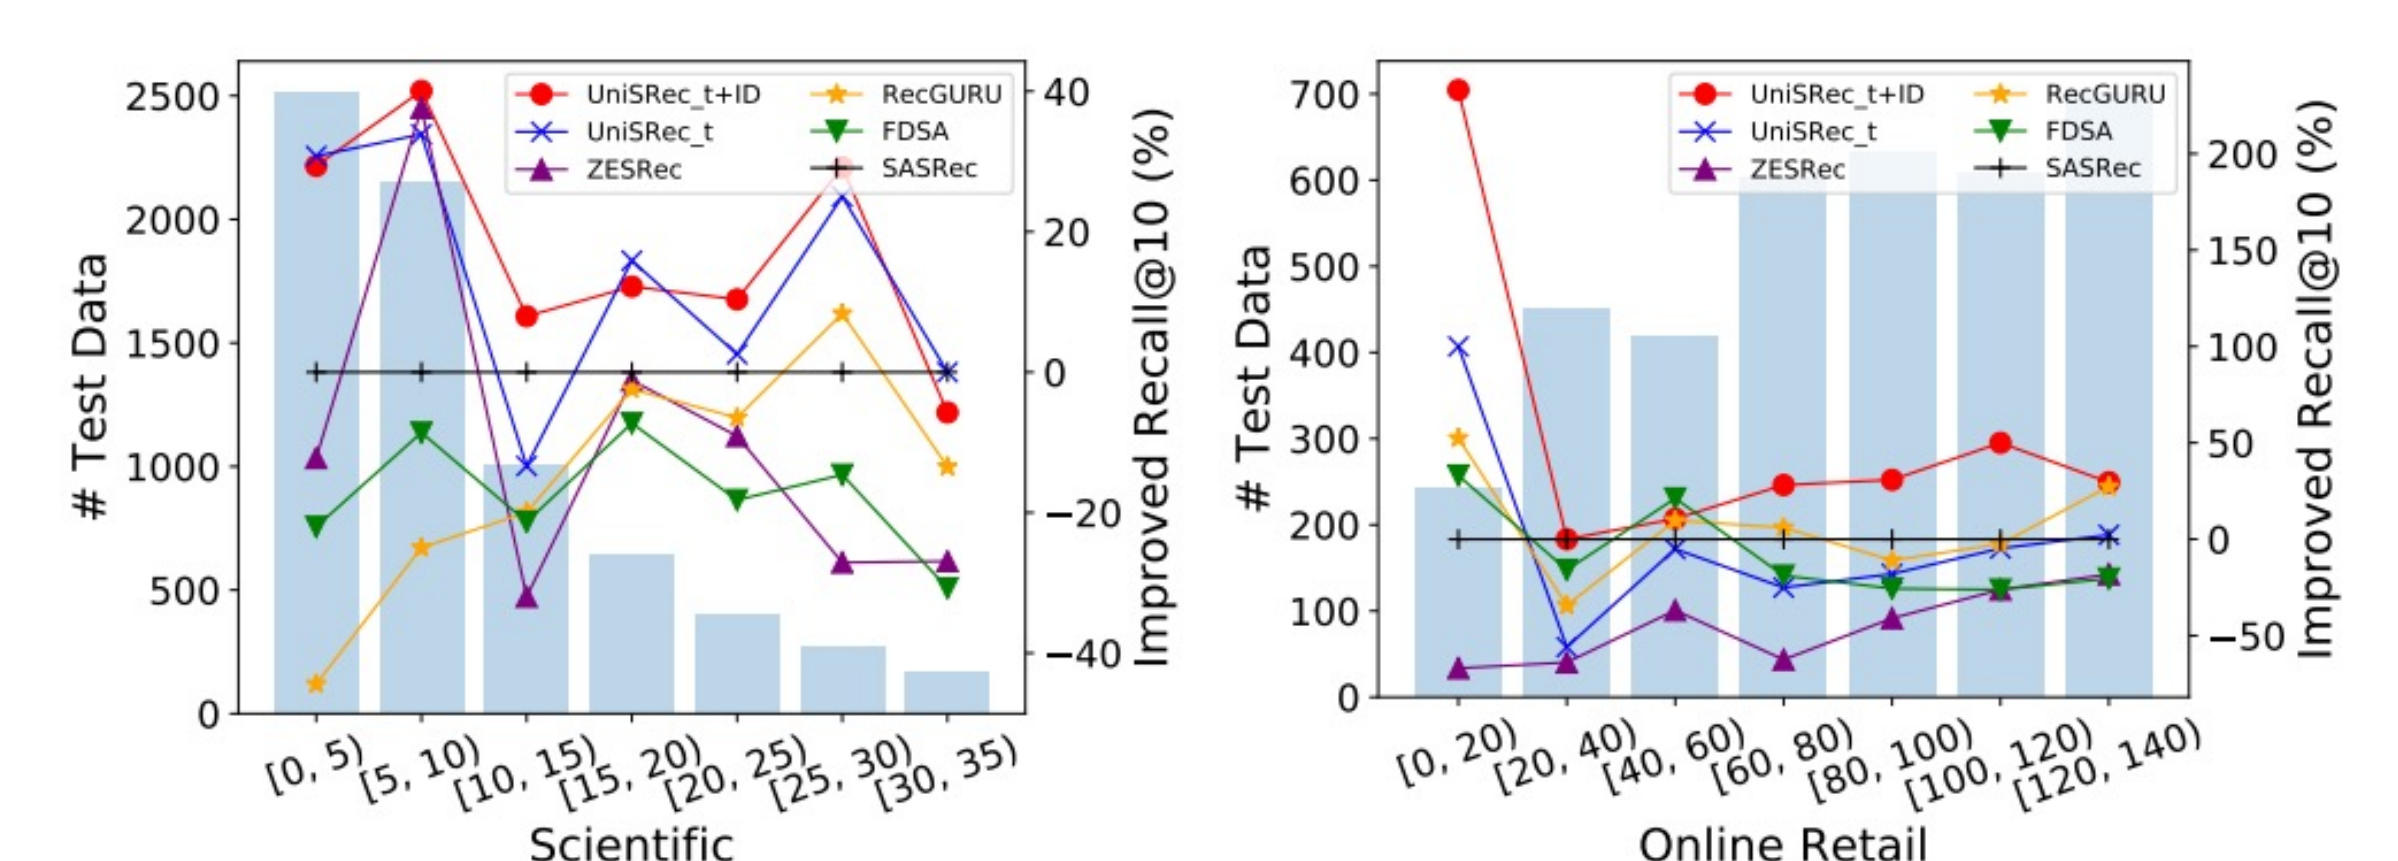 # Test Data
2500
2000
1500
1000
500
0
UniSRec_t+ID
UniSRec_t
ZESRec
RecGURU
FDSA
SASRec
40
20
0
−20
−40
Improved Recall@10 (%)
[0, 5)
[5, 10)
[10, 15)
[15, 20)
[20, 25)
[25, 30)
[30, 35)
Scientific
# Test Data
700
600
500
400
300
200
100
0
UniSRec_t+ID
UniSRec_t
ZESRec
RecGURU
FDSA
SASRec
200
150
100
50
0
−50
Improved Recall@10 (%)
[0, 20)
[20, 40)
[40, 60)
[60, 80)
[80, 100)
[100, 120)
[120, 140)
Online Retail